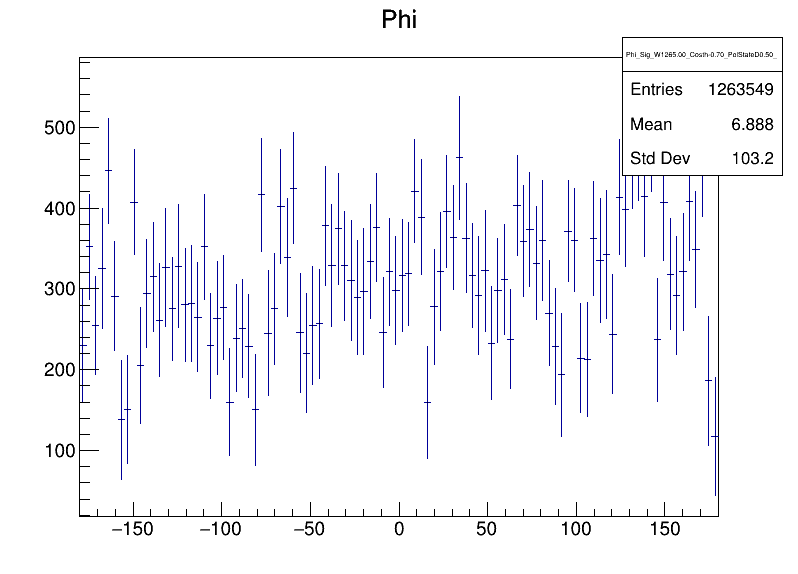 Phi
Phi_Sig_W1265.00_Costh-0.70_PolStateD0.50_
Entries 1263549
Mean 6.888
Std Dev 103.2
500
400
300
200
100
−150 −100 −50 0 50 100 150